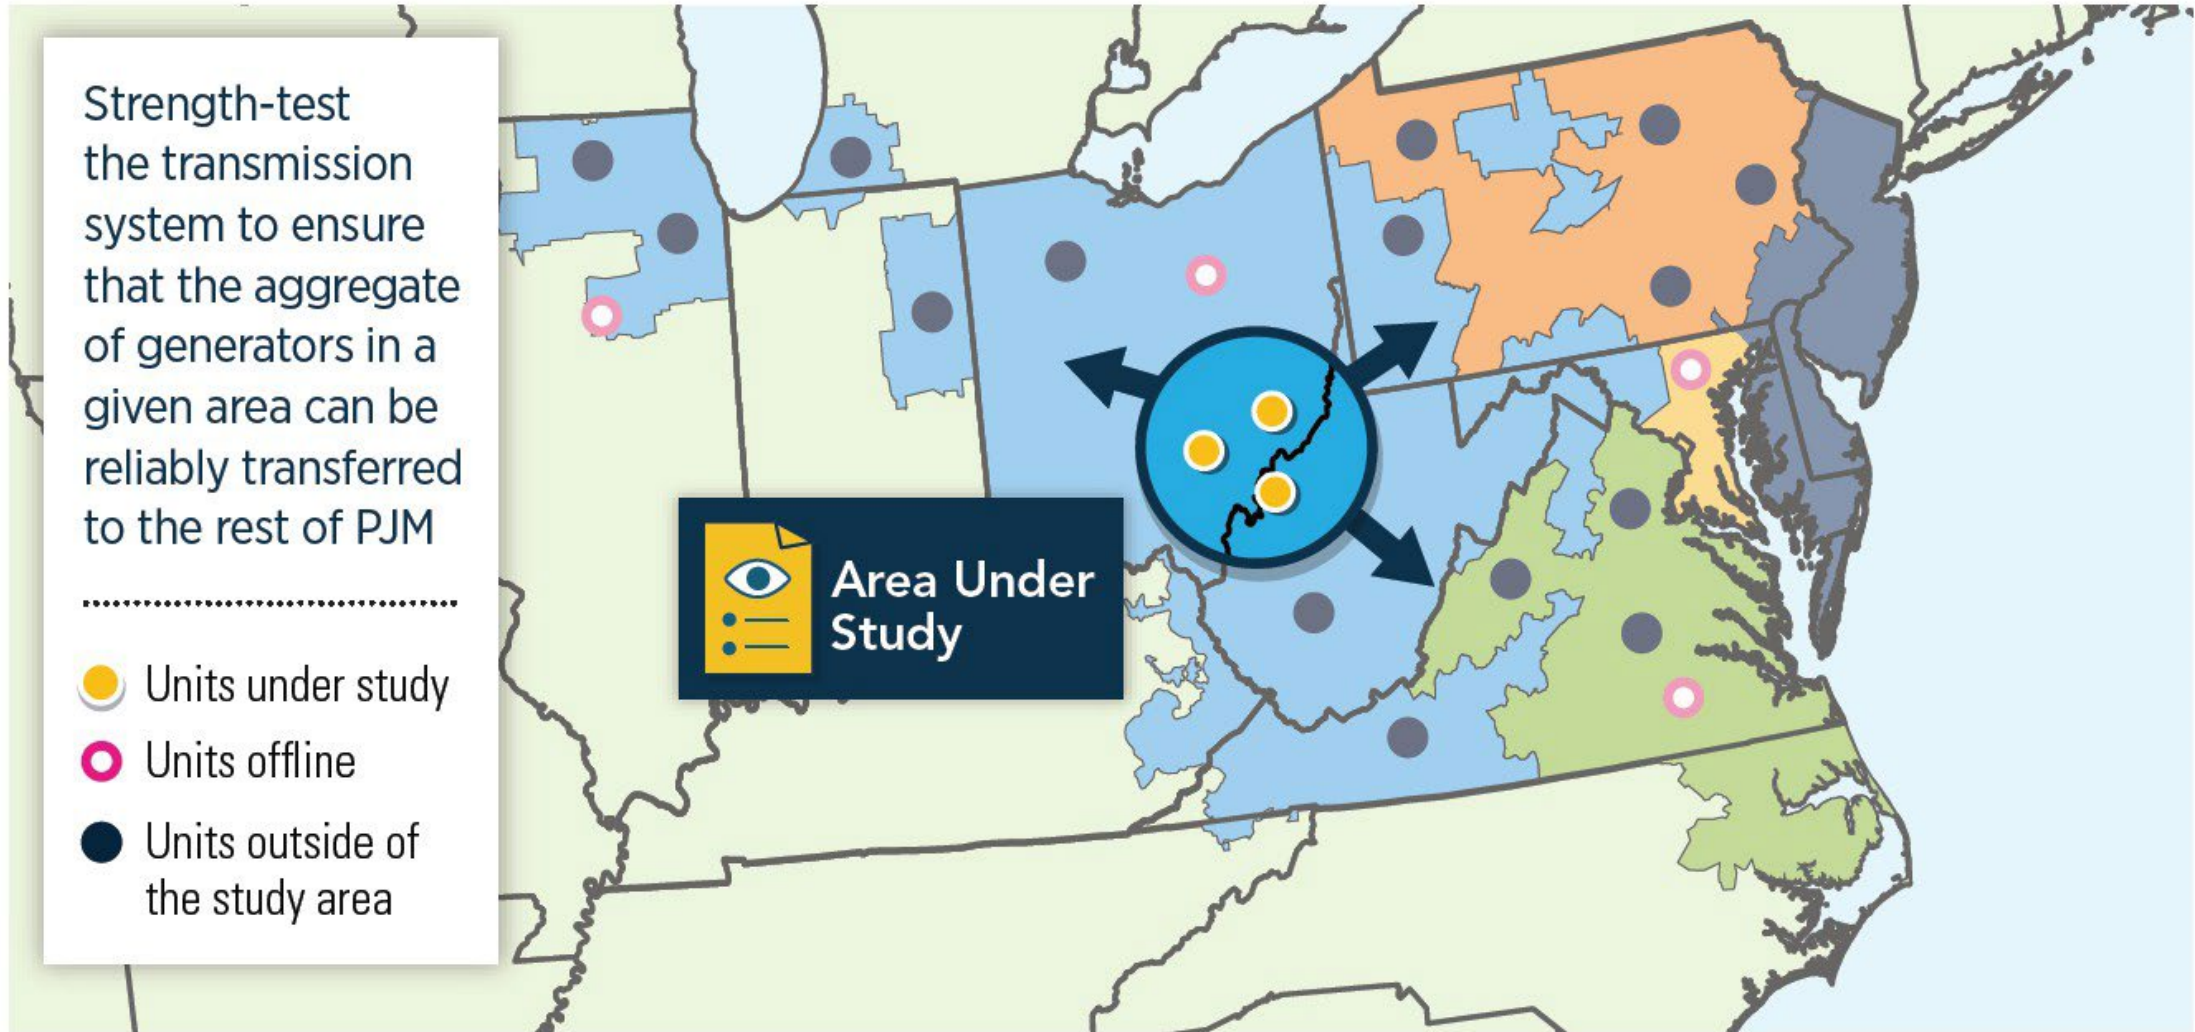 Strength-test
the transmission
system to ensure
that the aggregate
of generators in a
given area can be
reliably transferred
to the rest of PJM
Units under study
Units offline
Units outside of
the study area
Area Under
Study